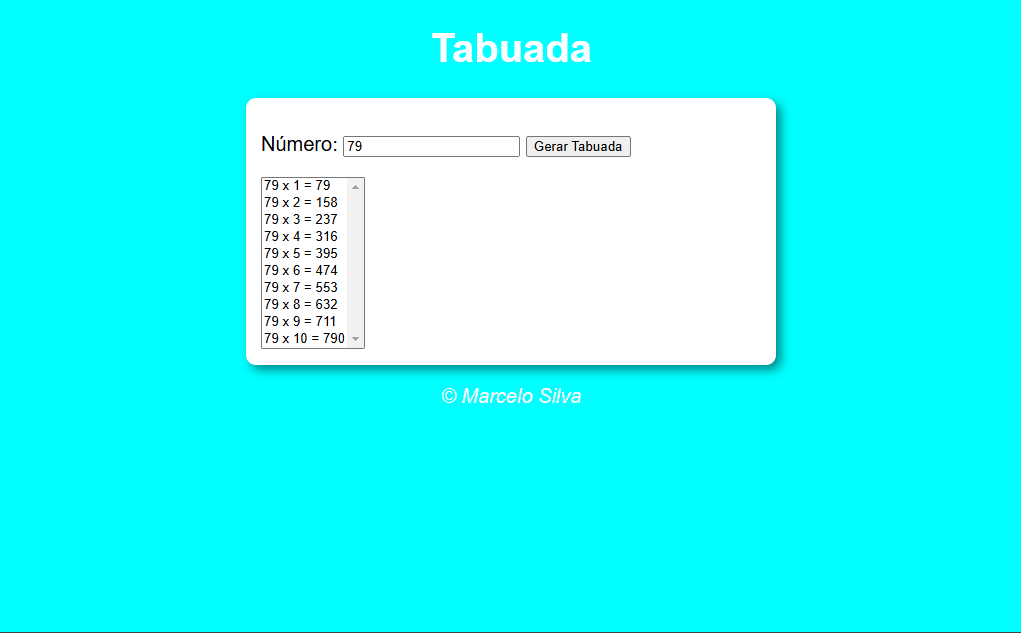 Tabuada
Número: 79 Gerar Tabuada
79 x 1 = 79
79 x 2 = 158
79 x 3 = 237
79 x 4 = 316
79 x 5 = 395
79 x 6 = 474
79 x 7 = 553
79 x 8 = 632
79 x 9 = 711
79 x 10 = 790
© Marcelo Silva